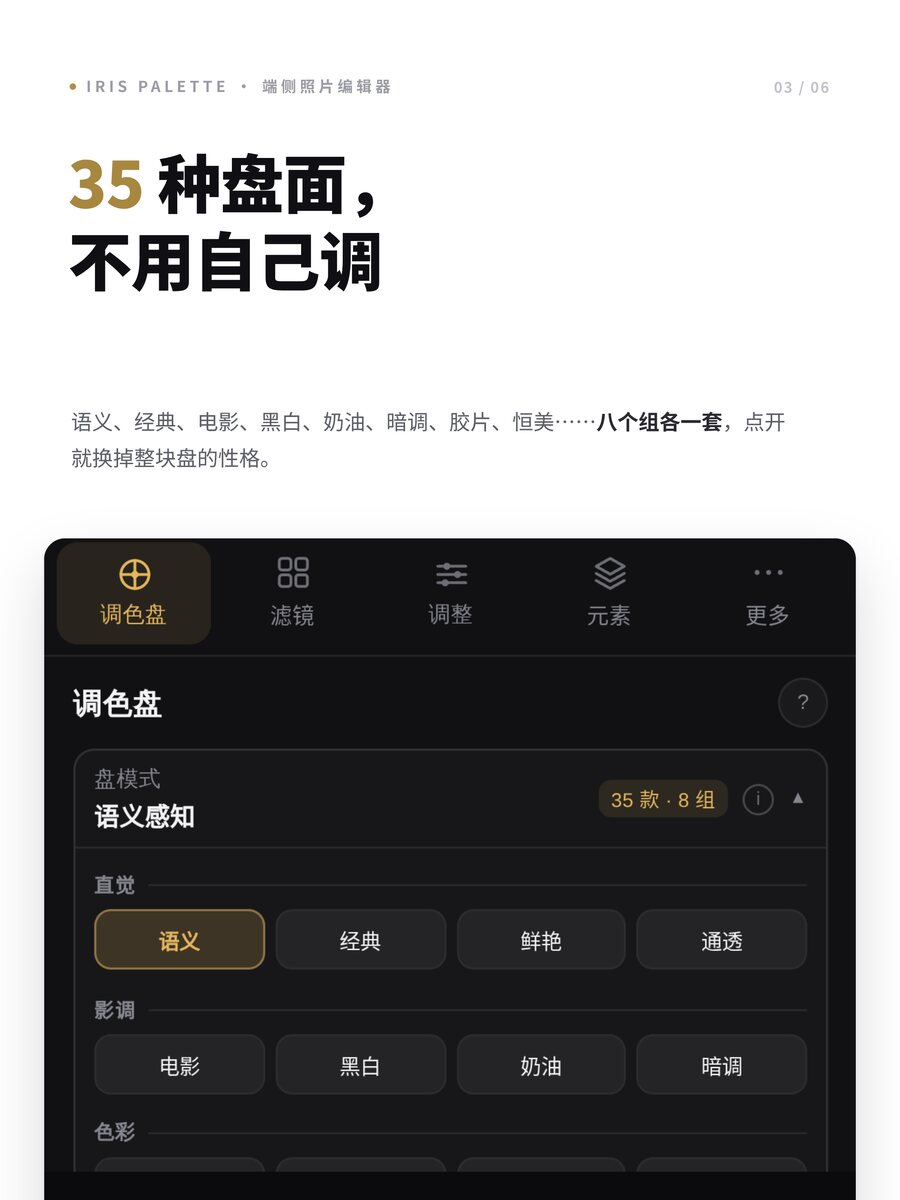 IRIS PALETTE · 端侧照片编辑器
03 / 06
35 种盘面，
不用自己调
语义、经典、电影、黑白、奶油、暗调、胶片、恒美……八个组各一套，点开
就换掉整块盘的性格。
调色盘
滤镜
调整
元素
更多
调色盘
?
盘模式
语义感知
35 款 · 8 组
i
直觉
语义
经典
鲜艳
通透
影调
电影
黑白
奶油
暗调
色彩